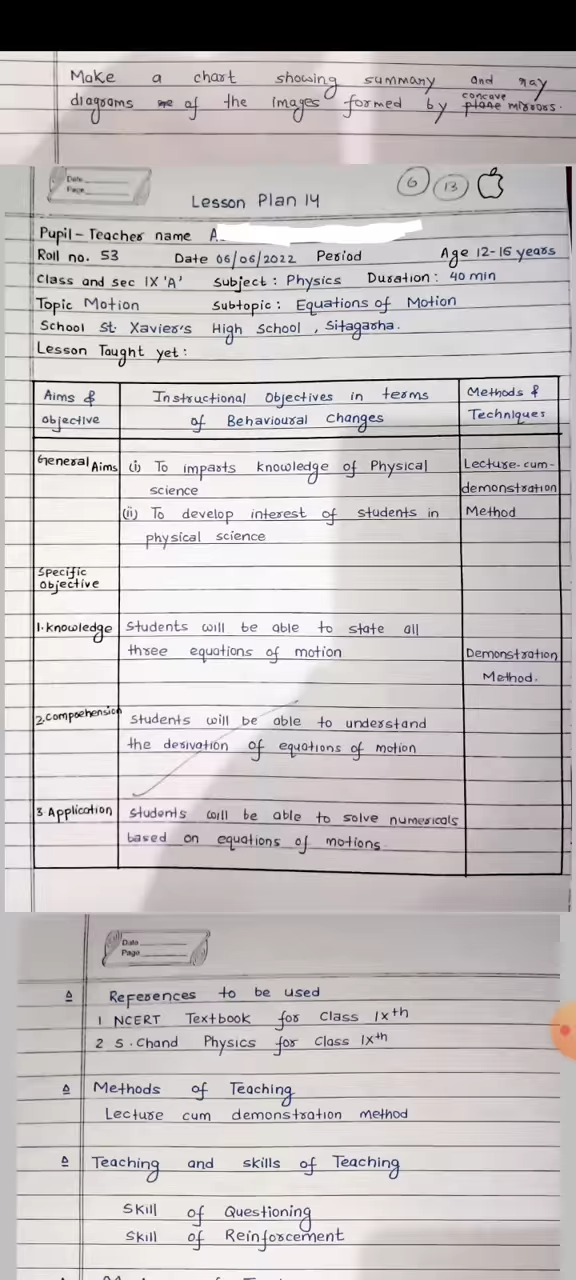 Make a chart showing summary and ray
diagrams of the images formed by concave mirrors.
Date
Page
6 13
Lesson Plan 14
Pupil-Teacher name A
Roll no. 53 Date 06/06/2022 Period Age 12-16 years
Class and sec IX 'A' Subject: Physics Duration: 40 min
Topic Motion Subtopic: Equations of Motion
School St. Xavier's High School, Sitagarha.
Lesson Taught yet:
Aims & Instructional Objectives in terms Methods &
objective of Behavioural Changes Techniques
General Aims (i) To imparts knowledge of Physical Lecture-cum-
science demonstration
(ii) To develop interest of students in Method
physical science
Specific
objective
1. knowledge Students will be able to state all
three equations of motion Demonstration
Method.
2. Comprehension Students will be able to understand
the derivation of equations of motion
3. Application Students will be able to solve numericals
based on equations of motions
Date
Page
References to be used
1 NCERT Textbook for Class IXth
2 S. Chand Physics for Class IXth
Methods of Teaching
Lecture cum demonstration method
Teaching and skills of Teaching
Skill of Questioning
Skill of Reinforcement